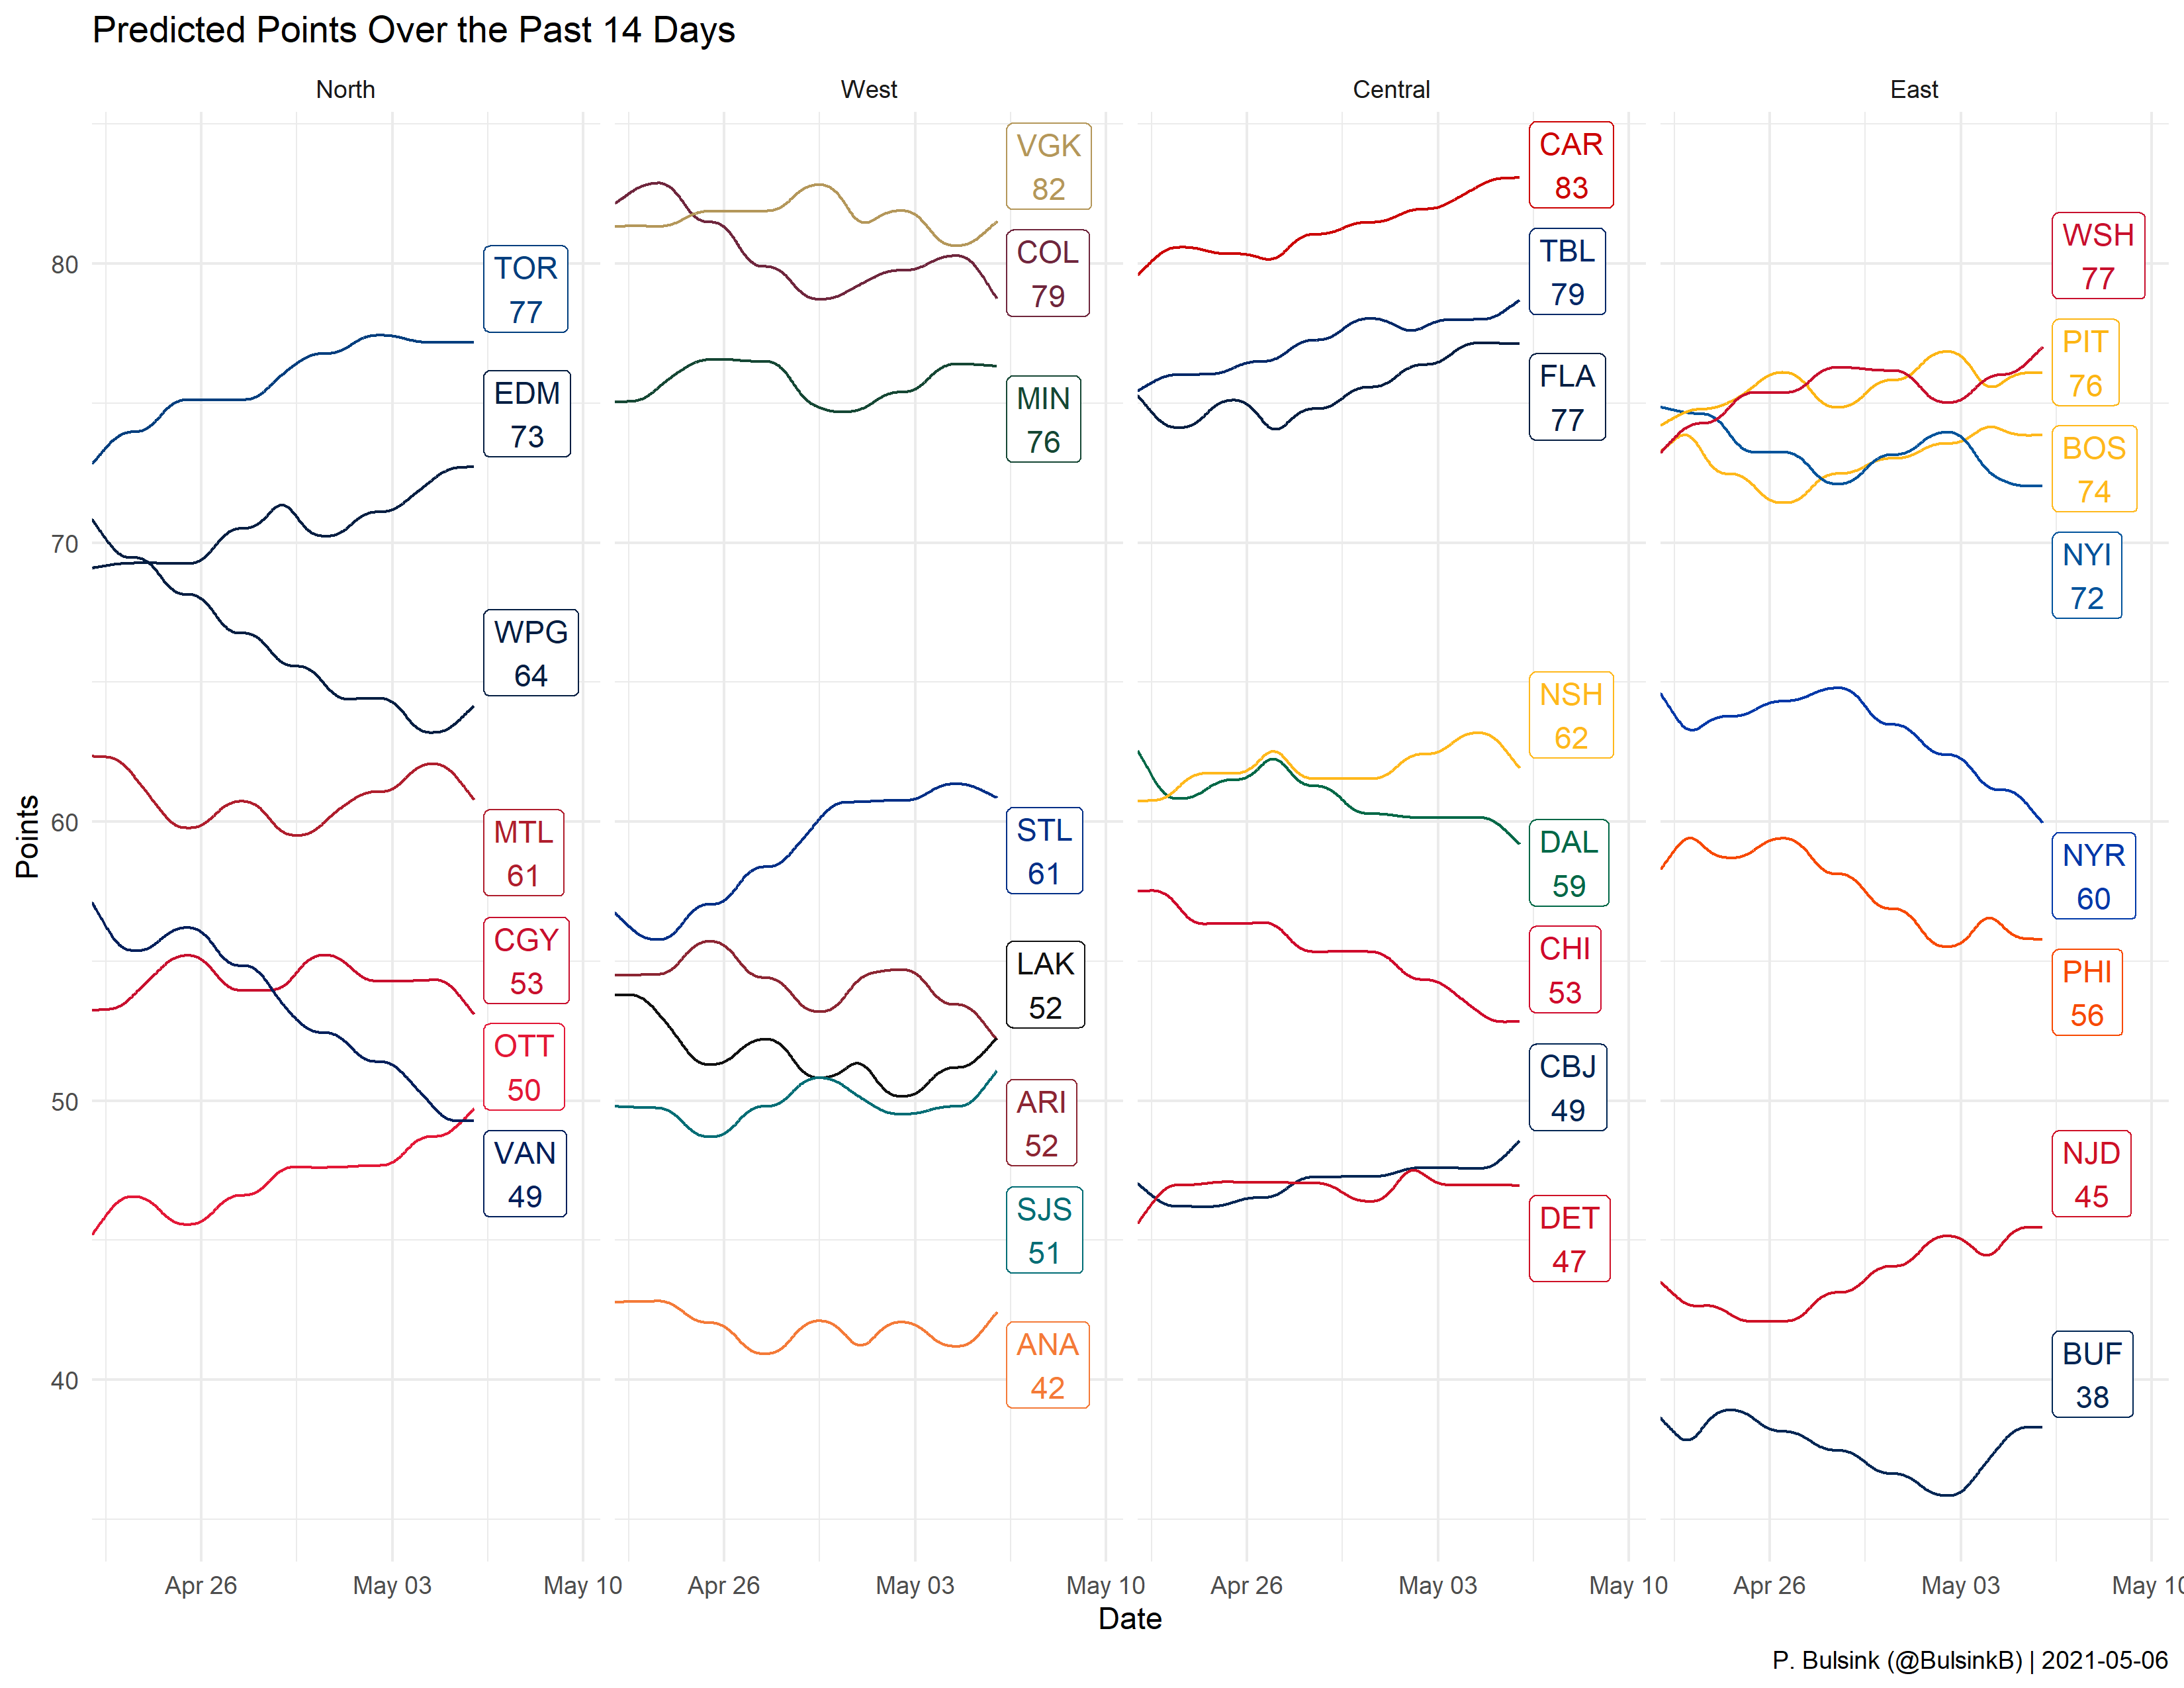 Predicted Points Over the Past 14 Days
North
West
Central
East
Points
80
70
60
50
40
TOR
77
EDM
73
WPG
64
MTL
61
CGY
53
OTT
50
VAN
49
VGK
82
COL
79
MIN
76
STL
61
LAK
52
ARI
52
SJS
51
ANA
42
CAR
83
TBL
79
FLA
77
NSH
62
DAL
59
CHI
53
CBJ
49
DET
47
WSH
77
PIT
76
BOS
74
NYI
72
NYR
60
PHI
56
NJD
45
BUF
38
Apr 26 May 03 May 10
Apr 26 May 03 May 10
Apr 26 May 03 May 10
Apr 26 May 03 May 10
Date
P. Bulsink (@BulsinkB) | 2021-05-06